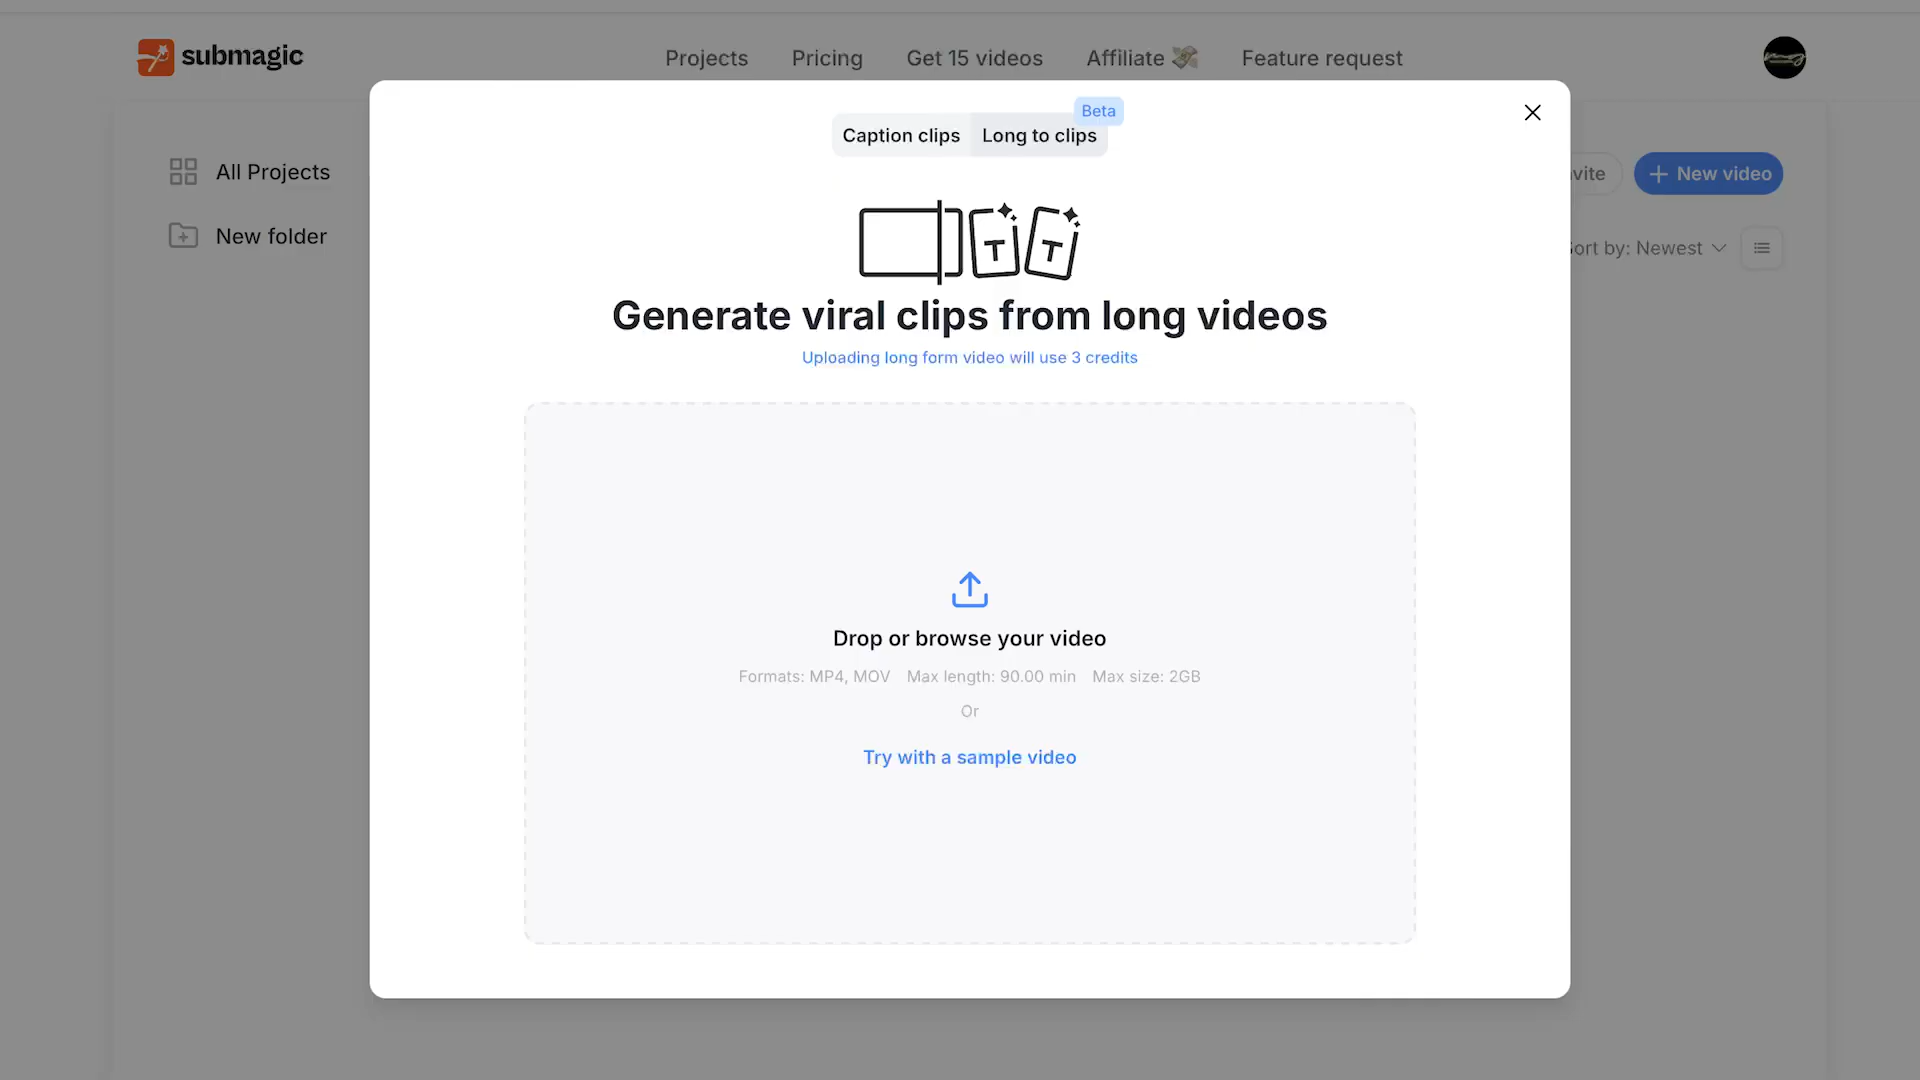 submagic
Projects Pricing Get 15 videos Affiliate Feature request
Beta
Caption clips Long to clips
All Projects
New video
New folder
Sort by: Newest
T T
Generate viral clips from long videos
Uploading long form video will use 3 credits
Drop or browse your video
Formats: MP4, MOV Max length: 90.00 min Max size: 2GB
Or
Try with a sample video